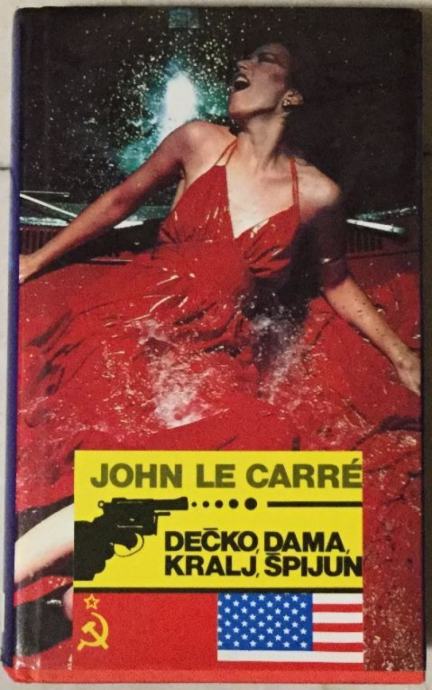 JOHN LE CARRÉ
DEČKO, DAMA,
KRALJ, ŠPIJUN